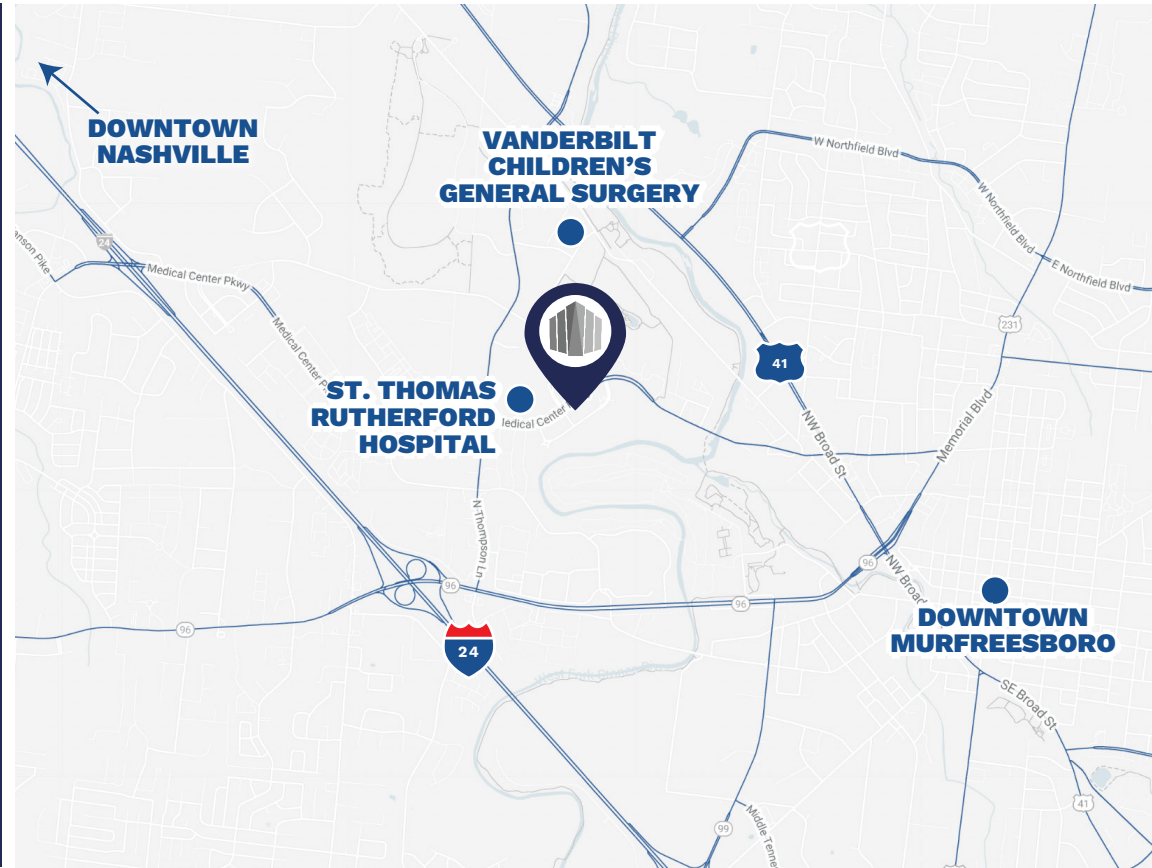 DOWNTOWN
NASHVILLE
VANDERBILT
CHILDREN'S
GENERAL SURGERY
W Northfield Blvd
W Northfield Blvd
E Northfield Blvd
24
Pike
Medical Center Pkwy
Medical Center
231
41
ST. THOMAS
RUTHERFORD
HOSPITAL
Medical Center
Memorial Blvd
NW Broad St
N Thompson Ln
96
96
96
96
NW Broad
24
DOWNTOWN
MURFREESBORO
SE Broad St
41
99
Middle